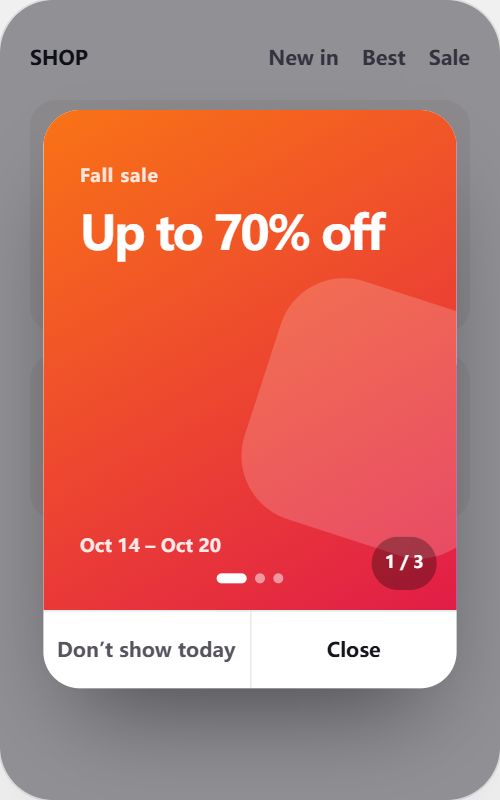 SHOP New in Best Sale
Fall sale
Up to 70% off
Oct 14 – Oct 20
1 / 3
Don’t show today Close